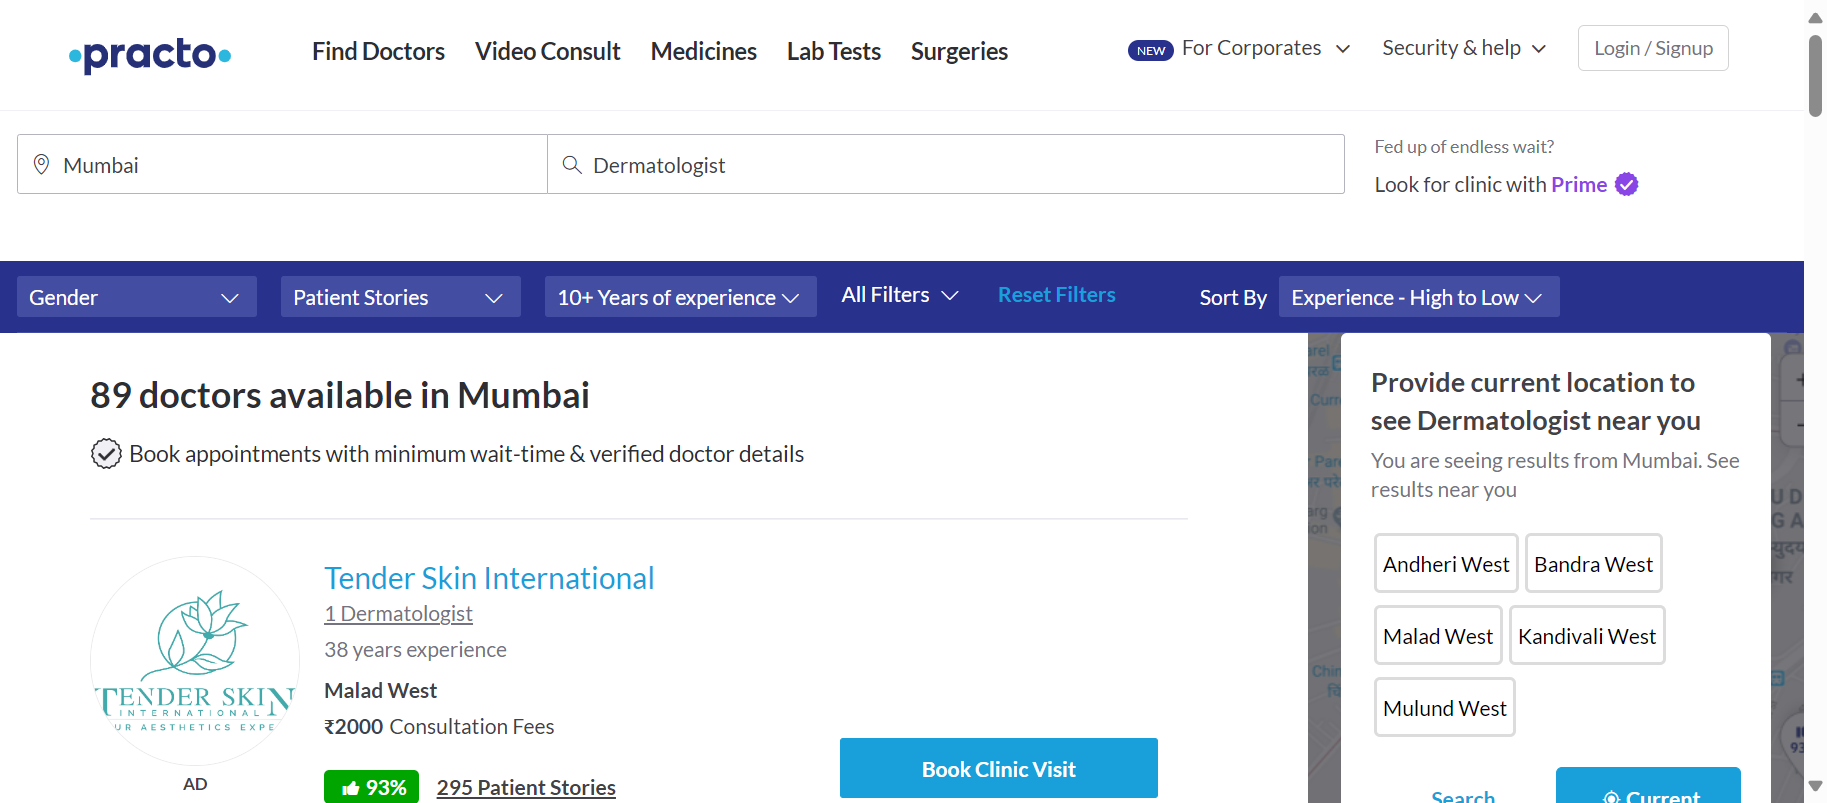 practo
Find Doctors
Video Consult
Medicines
Lab Tests
Surgeries
NEW
For Corporates
Security & help
Login / Signup
Mumbai
Dermatologist
Fed up of endless wait?
Look for clinic with Prime
Gender
Patient Stories
10+ Years of experience
All Filters
Reset Filters
Sort By
Experience - High to Low
89 doctors available in Mumbai
Book appointments with minimum wait-time & verified doctor details
TENDER SKIN
INTERNATIONAL
UR AESTHETICS EXPE
AD
Tender Skin International
1 Dermatologist
38 years experience
Malad West
₹2000 Consultation Fees
93%
295 Patient Stories
Book Clinic Visit
Provide current location to
see Dermatologist near you
You are seeing results from Mumbai. See
results near you
Andheri West
Bandra West
Malad West
Kandivali West
Mulund West
Search
Current